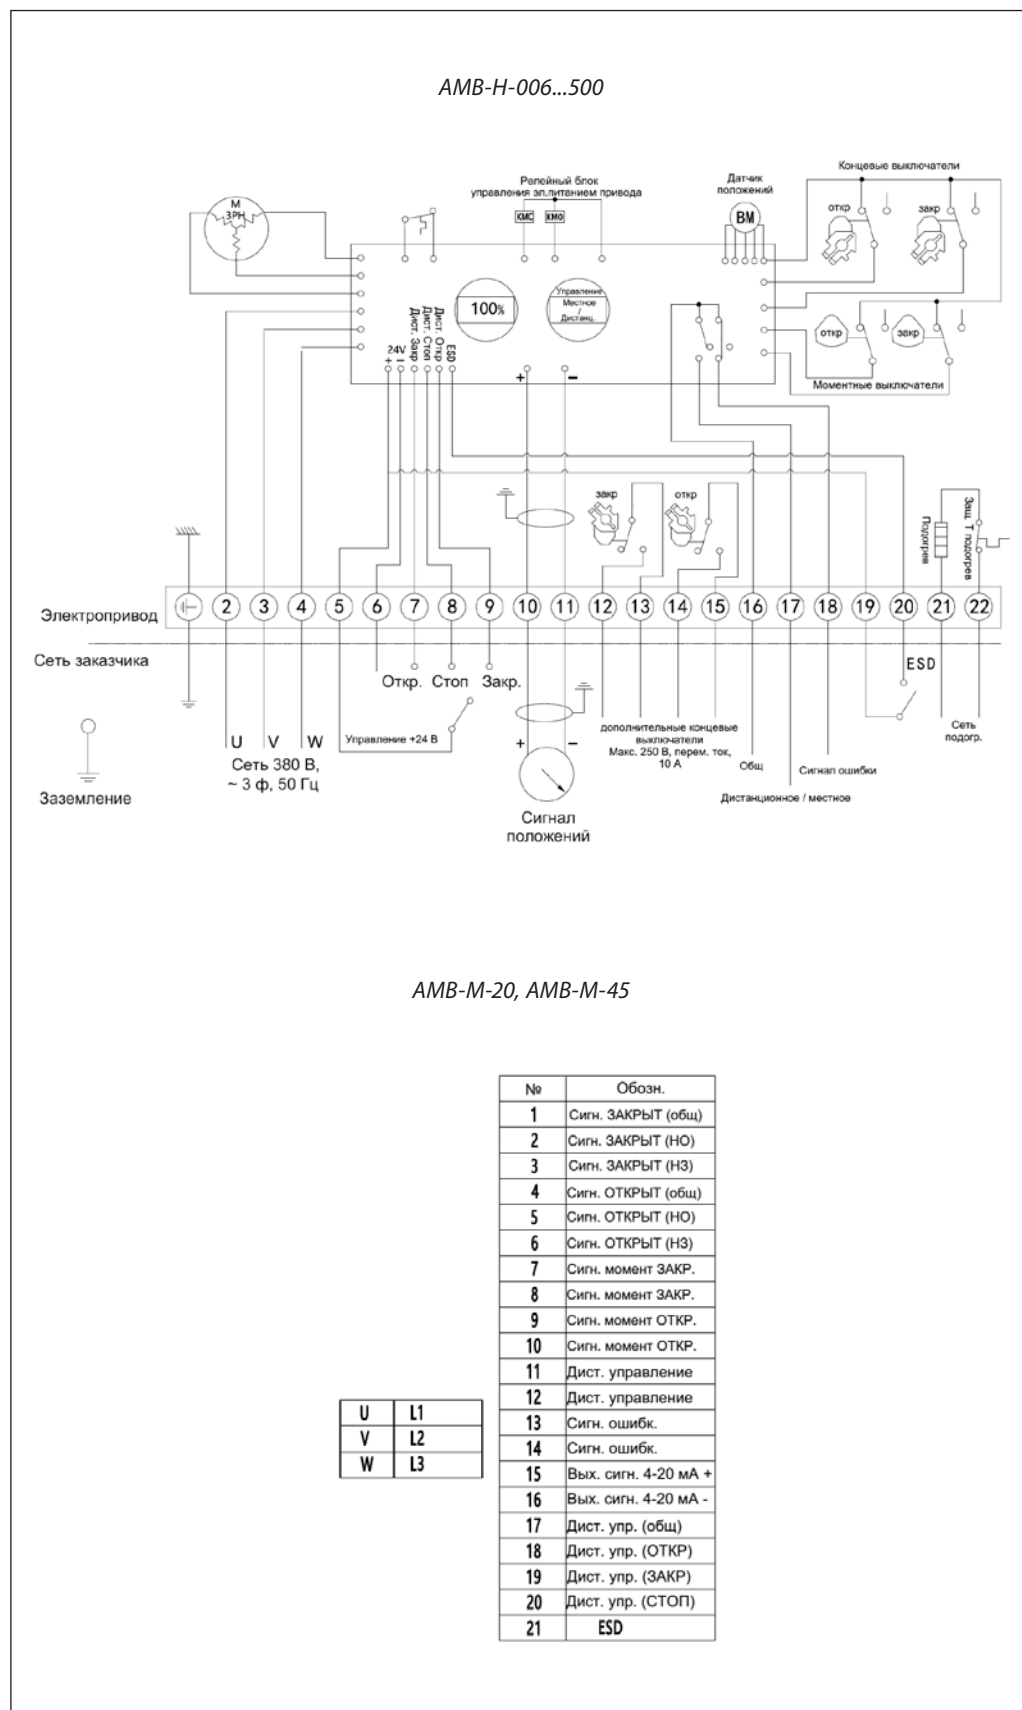 AMB-H-006...500
Концевые выключатели
Релейный блок
управления эл.питанием привода
Датчик
положений
M
3PH
КМС
КМО
BM
откр
закр
100%
Управление
Местное
/
Дистанц.
24V
+
−
Дист. Закр
Дист. Стоп
Дист. Откр
ESD
+
−
откр
закр
Моментные выключатели
закр
откр
Подогрев
Защ. Т подогрев
Электропривод
2 3 4 5 6 7 8 9 10 11 12 13 14 15 16 17 18 19 20 21 22
Сеть заказчика
Откр. Стоп Закр.
ESD
U V W
Сеть 380 В,
~ 3 ф, 50 Гц
Управление +24 В
+
−
дополнительные концевые
выключатели
Макс. 250 В, перем. ток,
10 А
Общ
Сигнал ошибки
Сеть
подогр.
Дистанционное / местное
Заземление
Сигнал
положений
AMB-M-20, AMB-M-45
№ Обозн.
1 Сигн. ЗАКРЫТ (общ)
2 Сигн. ЗАКРЫТ (НО)
3 Сигн. ЗАКРЫТ (НЗ)
4 Сигн. ОТКРЫТ (общ)
5 Сигн. ОТКРЫТ (НО)
6 Сигн. ОТКРЫТ (НЗ)
7 Сигн. момент ЗАКР.
8 Сигн. момент ЗАКР.
9 Сигн. момент ОТКР.
10 Сигн. момент ОТКР.
11 Дист. управление
12 Дист. управление
13 Сигн. ошибк.
14 Сигн. ошибк.
15 Вых. сигн. 4-20 мА +
16 Вых. сигн. 4-20 мА -
17 Дист. упр. (общ)
18 Дист. упр. (ОТКР)
19 Дист. упр. (ЗАКР)
20 Дист. упр. (СТОП)
21 ESD
U L1
V L2
W L3